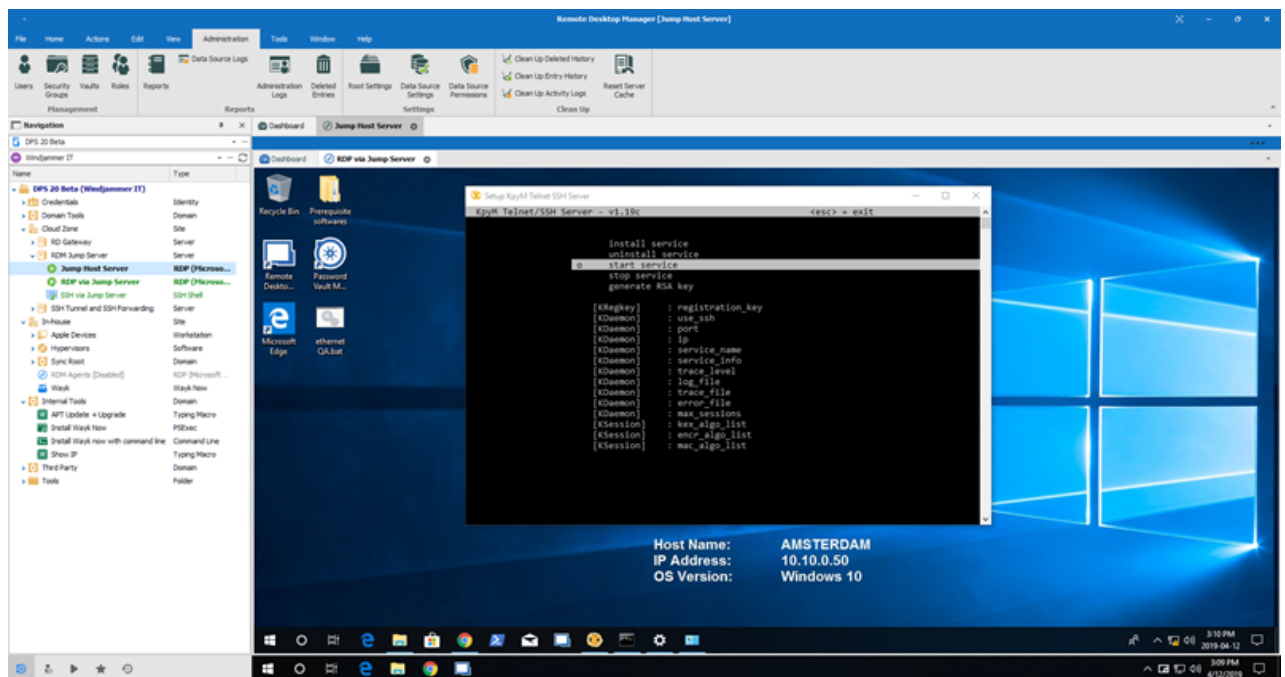 Remote Desktop Manager [Jump Host Server]
File Home Actions Edit View Administration Tools Window Help
Users
Security Groups
Vaults
Roles
Reports
Data Source Logs
Administration Logs
Deleted Entries
Root Settings
Data Source Settings
Data Source Permissions
Clean Up Deleted History
Clean Up Entry History
Clean Up Activity Logs
Reset Server Cache
Management Reports Settings Clean Up
Navigation
DPS 20 Beta
Windjammer IT
Name Type
DPS 20 Beta (Windjammer IT)
Credentials Identity
Domain Tools Domain
Cloud Zone Site
RD Gateway Server
RDM Jump Server Server
Jump Host Server RDP (Microso...
RDP via Jump Server RDP (Microso...
SSH via Jump Server SSH Shell
SSH Tunnel and SSH Forwarding Server
In-house Site
Apple Devices Workstation
Hypervisors Software
Sync Root Domain
RDM Agents [Disabled] RDP (Microsoft ...
Wayk Wayk Now
Internal Tools Domain
APT Update + Upgrade Typing Macro
Install Wayk Now PSExec
Install Wayk now with command line Command Line
Show IP Typing Macro
Third Party Domain
Tools Folder
Dashboard Jump Host Server
Dashboard RDP via Jump Server
Recycle Bin
Prerequisite softwares
Remote Deskto...
Password Vault M...
Microsoft Edge
ethernet QA.bat
Setup KpyM Telnet SSH Server
KpyM Telnet/SSH Server - v1.19c <esc> = exit
install service
uninstall service
o start service
stop service
generate RSA key
[KRegkey] : registration_key
[KDaemon] : use_ssh
[KDaemon] : port
[KDaemon] : ip
[KDaemon] : service_name
[KDaemon] : service_info
[KDaemon] : trace_level
[KDaemon] : log_file
[KDaemon] : trace_file
[KDaemon] : error_file
[KDaemon] : max_sessions
[KSession] : kex_algo_list
[KSession] : encr_algo_list
[KSession] : mac_algo_list
Host Name: AMSTERDAM
IP Address: 10.10.0.50
OS Version: Windows 10
3:10 PM
2019-04-12
3:09 PM
4/12/2019